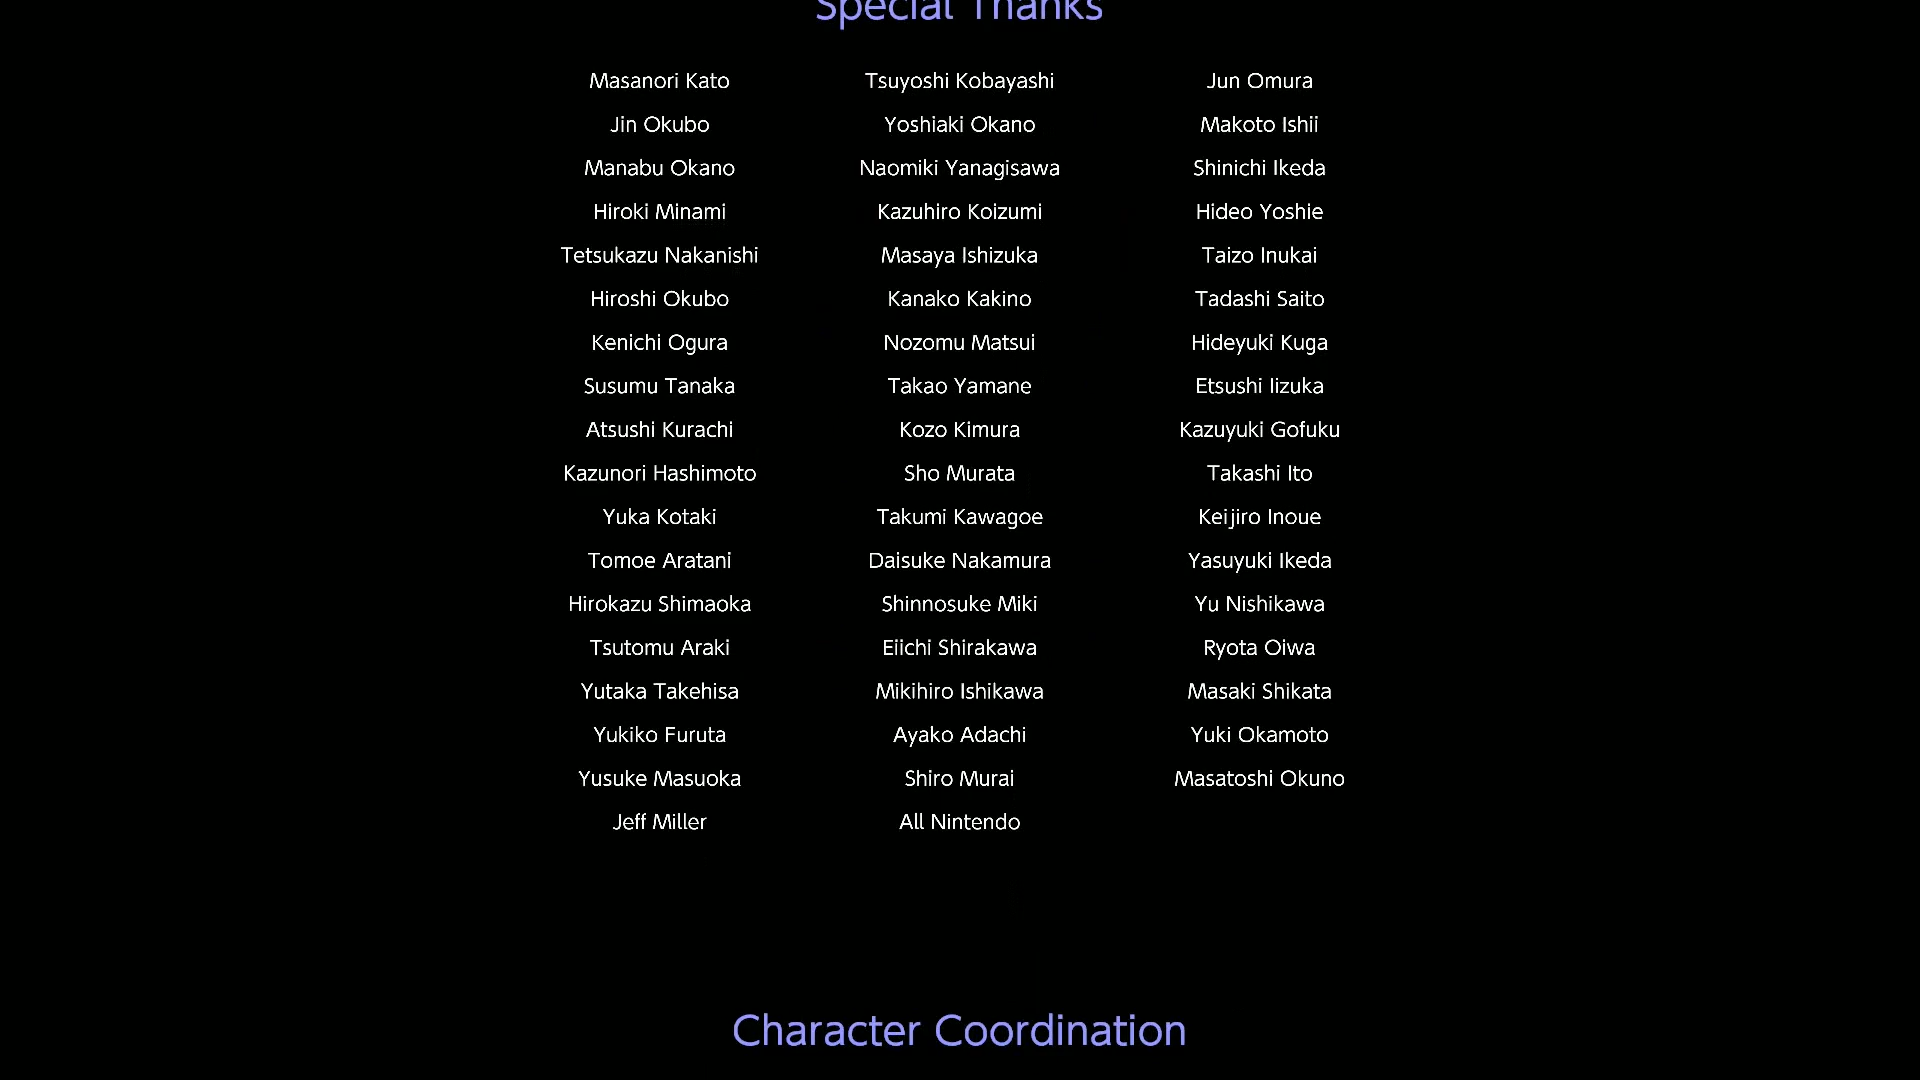 Special Thanks
Masanori Kato Tsuyoshi Kobayashi Jun Omura
Jin Okubo Yoshiaki Okano Makoto Ishii
Manabu Okano Naomiki Yanagisawa Shinichi Ikeda
Hiroki Minami Kazuhiro Koizumi Hideo Yoshie
Tetsukazu Nakanishi Masaya Ishizuka Taizo Inukai
Hiroshi Okubo Kanako Kakino Tadashi Saito
Kenichi Ogura Nozomu Matsui Hideyuki Kuga
Susumu Tanaka Takao Yamane Etsushi Iizuka
Atsushi Kurachi Kozo Kimura Kazuyuki Gofuku
Kazunori Hashimoto Sho Murata Takashi Ito
Yuka Kotaki Takumi Kawagoe Keijiro Inoue
Tomoe Aratani Daisuke Nakamura Yasuyuki Ikeda
Hirokazu Shimaoka Shinnosuke Miki Yu Nishikawa
Tsutomu Araki Eiichi Shirakawa Ryota Oiwa
Yutaka Takehisa Mikihiro Ishikawa Masaki Shikata
Yukiko Furuta Ayako Adachi Yuki Okamoto
Yusuke Masuoka Shiro Murai Masatoshi Okuno
Jeff Miller All Nintendo
Character Coordination